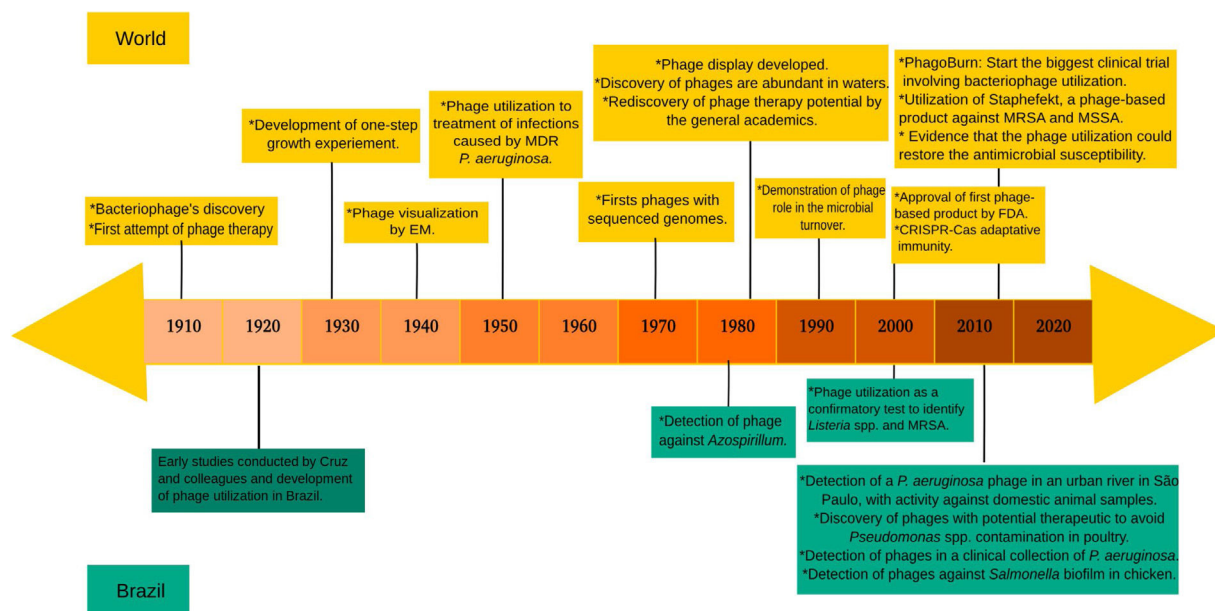 World
*Bacteriophage's discovery
*First attempt of phage therapy
*Development of one-step
growth experiement.
*Phage visualization
by EM.
*Phage utilization to
treatment of infections
caused by MDR
P. aeruginosa.
*Firsts phages with
sequenced genomes.
*Phage display developed.
*Discovery of phages are abundant in waters.
*Rediscovery of phage therapy potential by
the general academics.
*Demonstration of phage
role in the microbial
turnover.
*PhagoBurn: Start the biggest clinical trial
involving bacteriophage utilization.
*Utilization of Staphefekt, a phage-based
product against MRSA and MSSA.
* Evidence that the phage utilization could
restore the antimicrobial susceptibility.
*Approval of first phage-
based product by FDA.
*CRISPR-Cas adaptative
immunity.
1910 1920 1930 1940 1950 1960 1970 1980 1990 2000 2010 2020
Early studies conducted by Cruz
and colleagues and development
of phage utilization in Brazil.
*Detection of phage
against Azospirillum.
*Phage utilization as a
confirmatory test to identify
Listeria spp. and MRSA.
*Detection of a P. aeruginosa phage in an urban river in São
Paulo, with activity against domestic animal samples.
*Discovery of phages with potential therapeutic to avoid
Pseudomonas spp. contamination in poultry.
*Detection of phages in a clinical collection of P. aeruginosa.
*Detection of phages against Salmonella biofilm in chicken.
Brazil